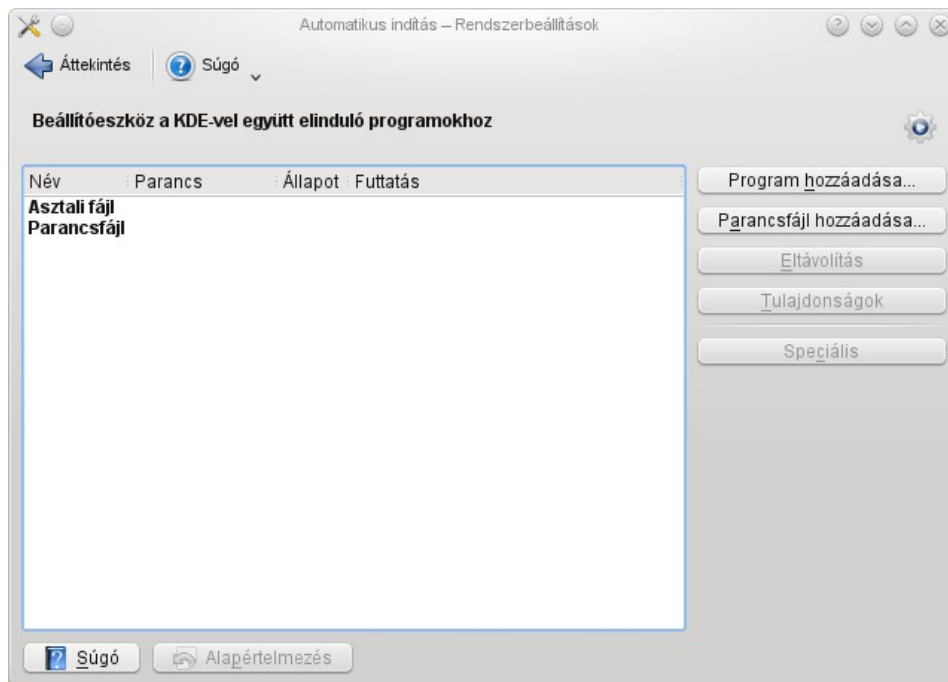 Automatikus indítás – Rendszerbeállítások
Áttekintés
Súgó
Beállítóeszköz a KDE-vel együtt elinduló programokhoz
Név Parancs Állapot Futtatás
Asztali fájl
Parancsfájl
Program hozzáadása...
Parancsfájl hozzáadása...
Eltávolítás
Tulajdonságok
Speciális
Súgó
Alapértelmezés